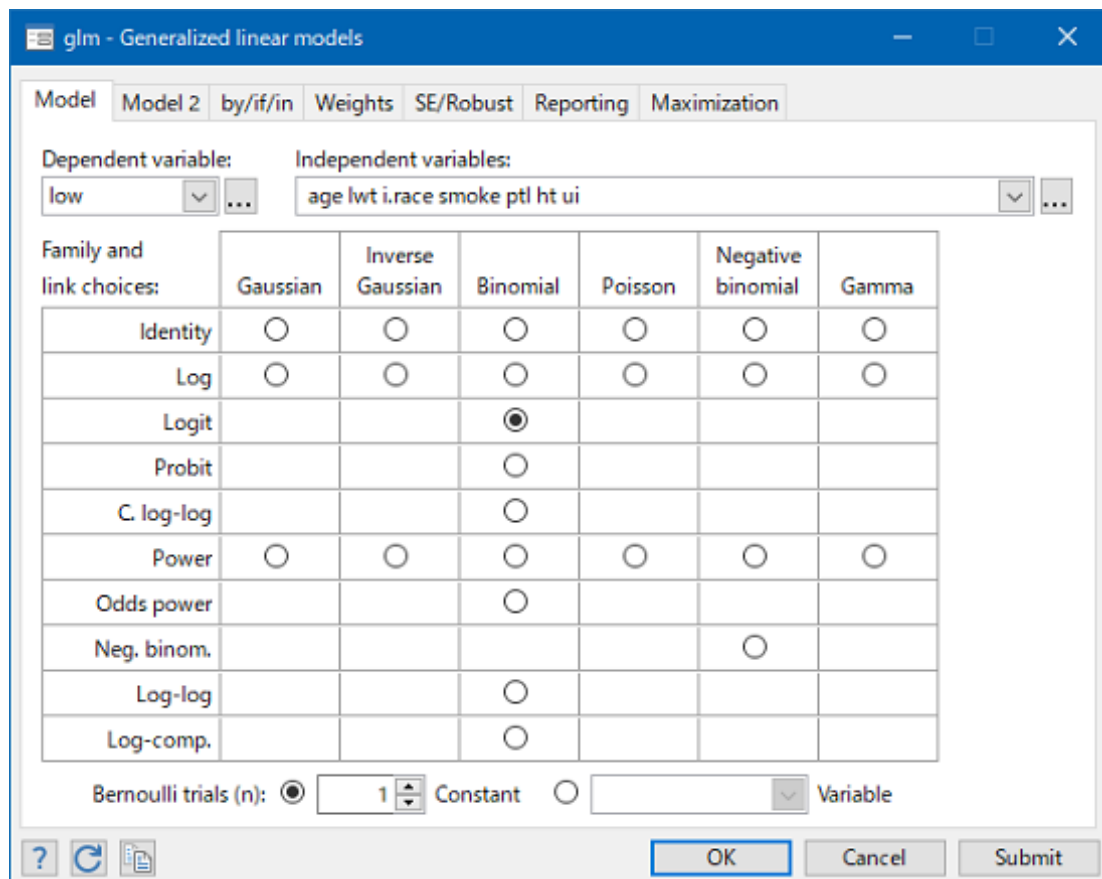 glm - Generalized linear models
Model Model 2 by/if/in Weights SE/Robust Reporting Maximization
Dependent variable: Independent variables:
low ... age lwt i.race smoke ptl ht ui ...
Family and Inverse Negative
link choices: Gaussian Gaussian Binomial Poisson binomial Gamma
Identity
Log
Logit
Probit
C. log-log
Power
Odds power
Neg. binom.
Log-log
Log-comp.
Bernoulli trials (n): 1 Constant Variable
? OK Cancel Submit